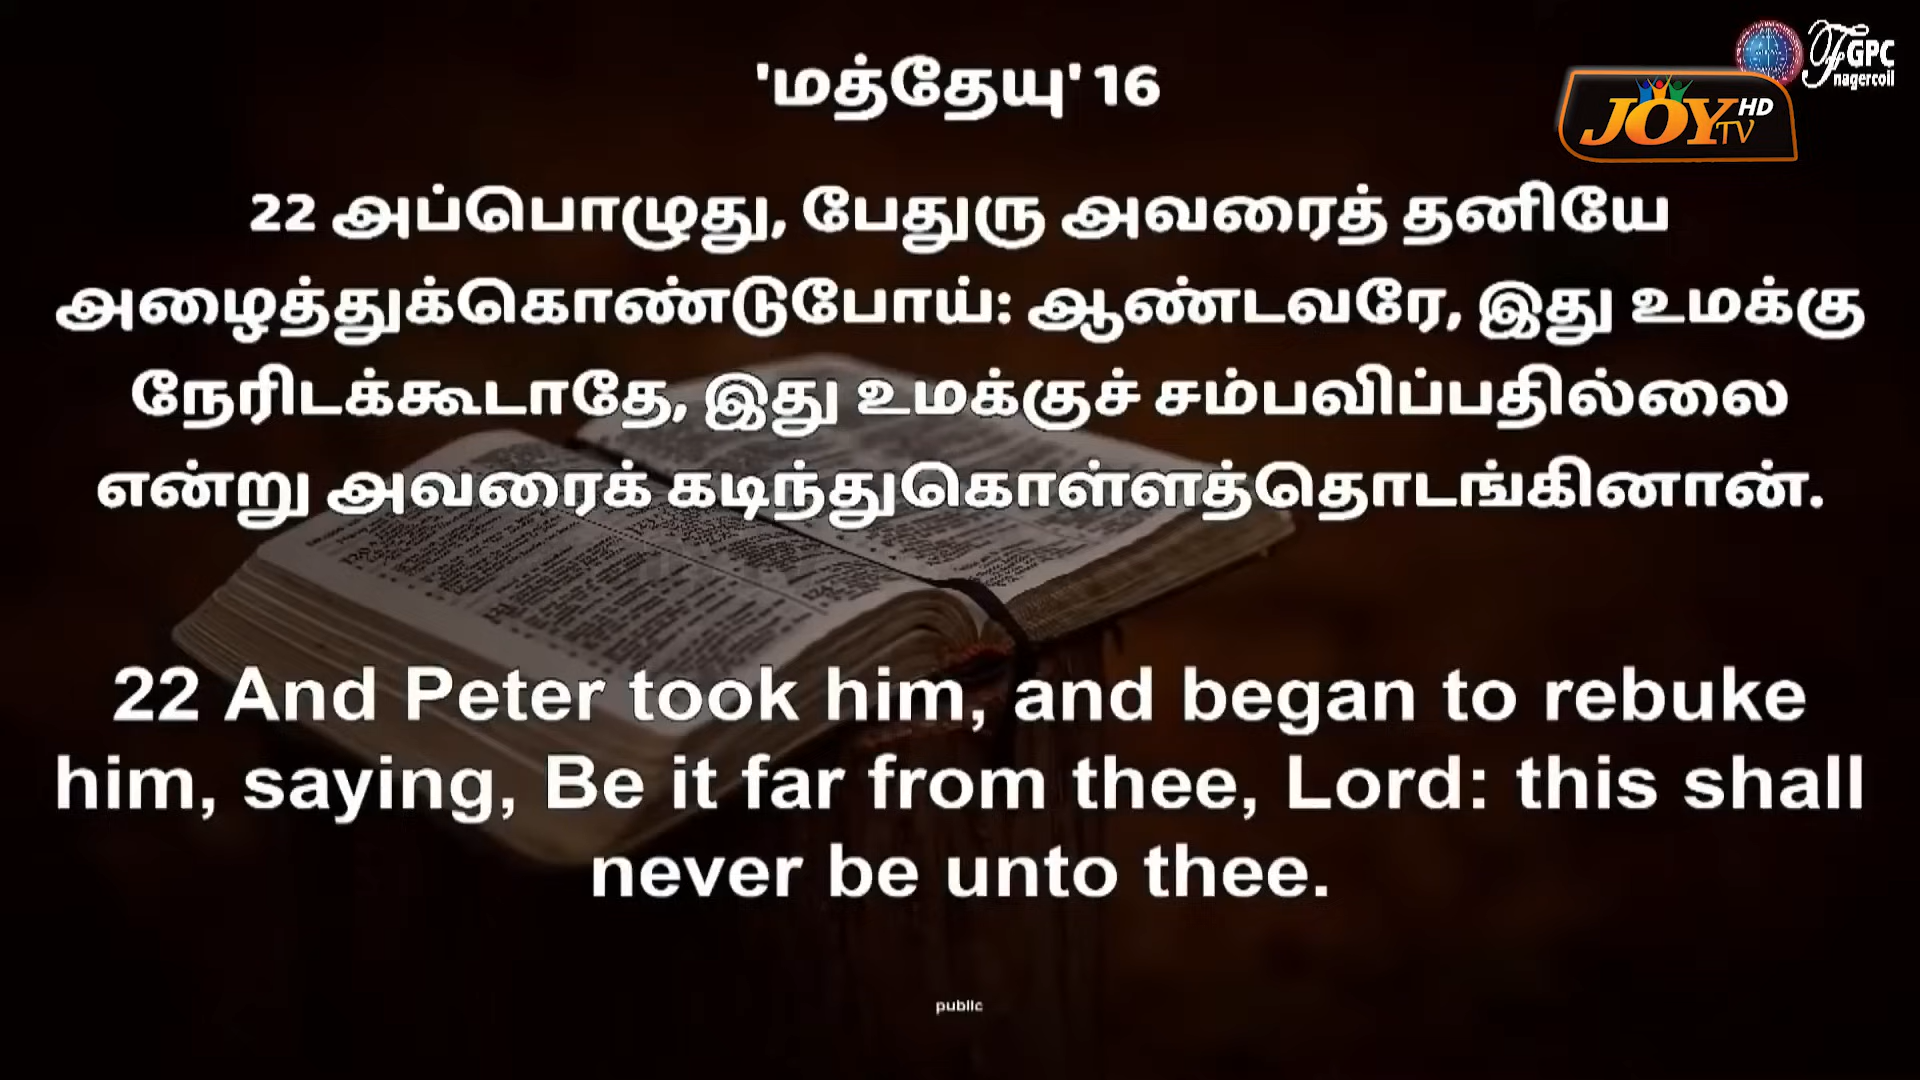 'மத்தேயு' 16
FGPC
nagercoil
JOY TV HD
22 அப்பொழுது, பேதுரு அவரைத் தனியே
அழைத்துக்கொண்டுபோய்: ஆண்டவரே, இது உமக்கு
நேரிடக்கூடாதே, இது உமக்குச் சம்பவிப்பதில்லை
என்று அவரைக் கடிந்துகொள்ளத்தொடங்கினான்.
22 And Peter took him, and began to rebuke
him, saying, Be it far from thee, Lord: this shall
never be unto thee.
public